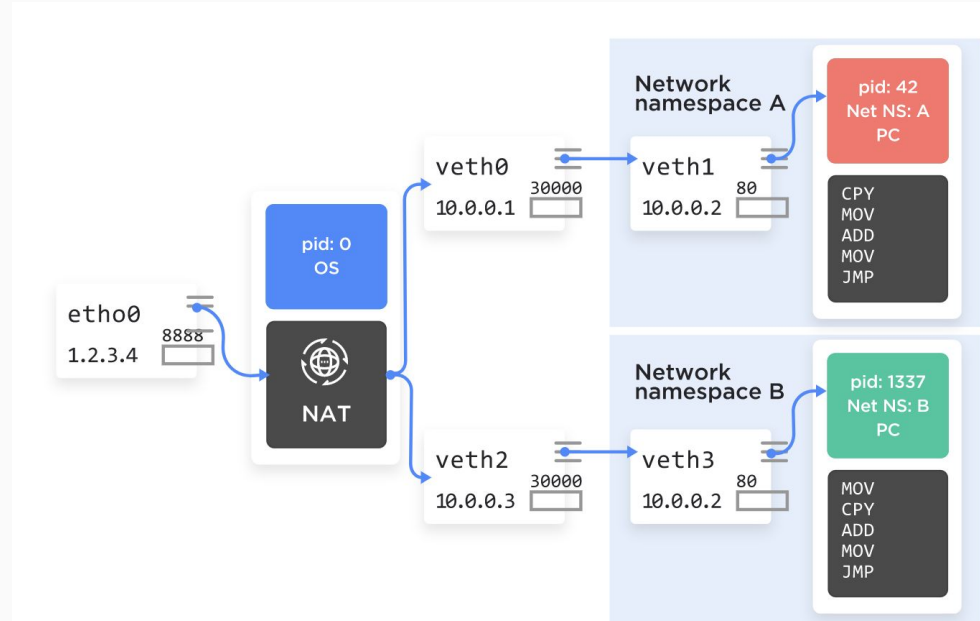 etho0
8888
1.2.3.4
pid: 0
OS
NAT
veth0
30000
10.0.0.1
Network
namespace A
veth1
80
10.0.0.2
pid: 42
Net NS: A
PC
CPY
MOV
ADD
MOV
JMP
veth2
30000
10.0.0.3
Network
namespace B
veth3
80
10.0.0.2
pid: 1337
Net NS: B
PC
MOV
CPY
ADD
MOV
JMP